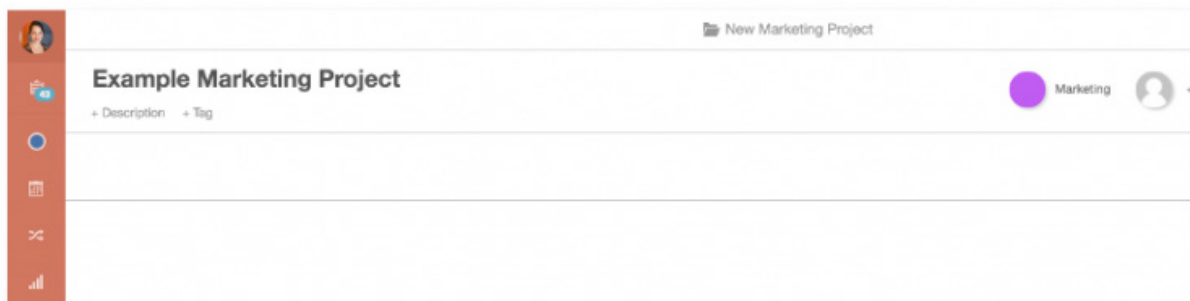 New Marketing Project
Example Marketing Project
Marketing
+ Description + Tag
43